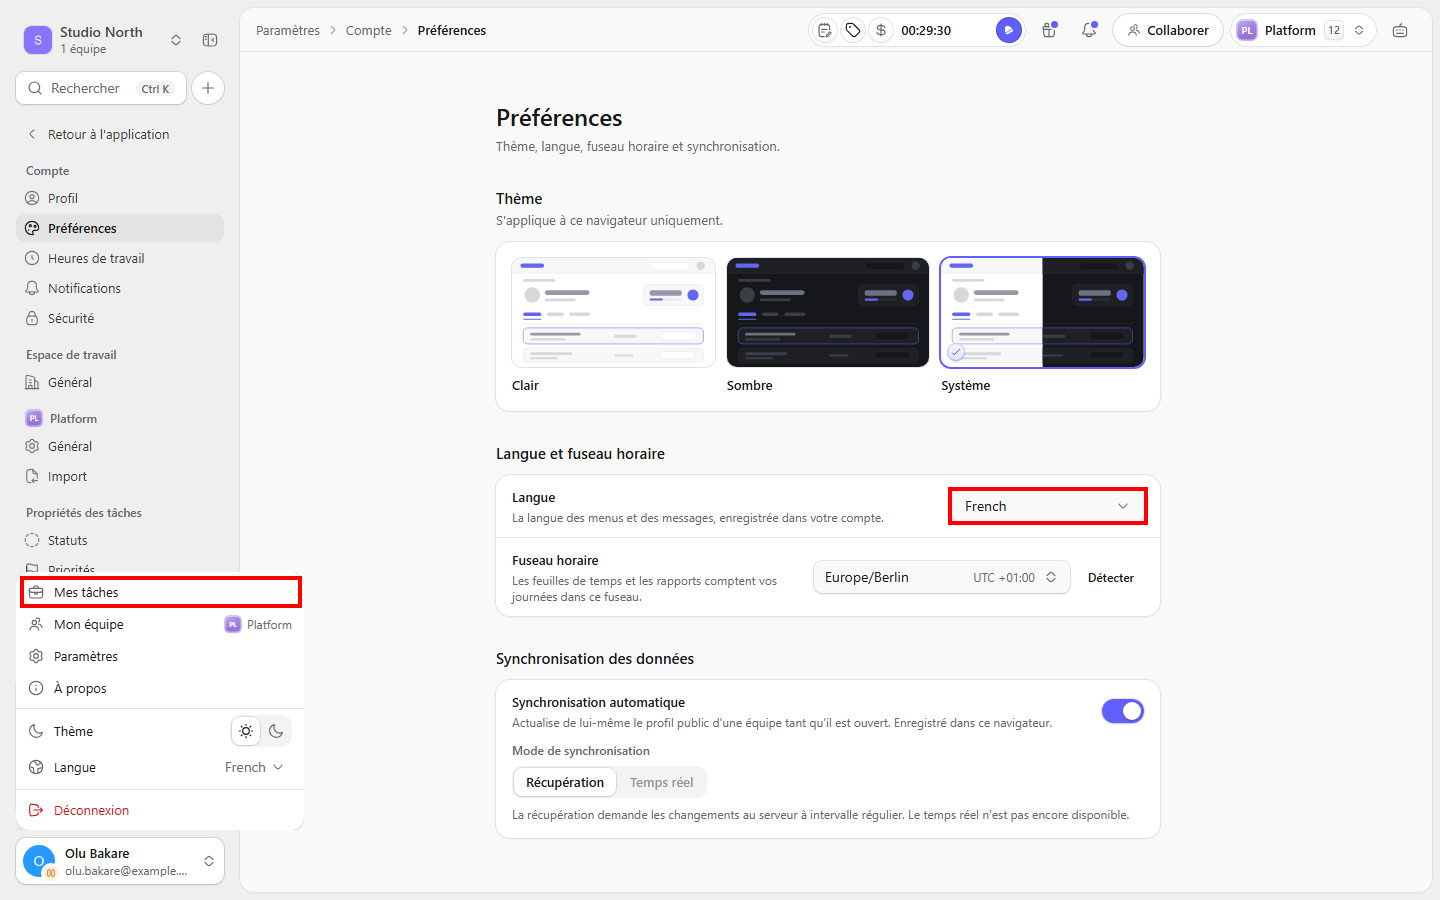 S
Studio North
1 équipe
Rechercher
Ctrl K
Retour à l'application
Compte
Profil
Préférences
Heures de travail
Notifications
Sécurité
Espace de travail
Général
PL
Platform
Général
Import
Propriétés des tâches
Statuts
Priorités
Mes tâches
Mon équipe
PL
Platform
Paramètres
À propos
Thème
Langue
French
Déconnexion
O
Olu Bakare
olu.bakare@example....
Paramètres
Compte
Préférences
00:29:30
Collaborer
PL
Platform
12
Préférences
Thème, langue, fuseau horaire et synchronisation.
Thème
S'applique à ce navigateur uniquement.
Clair
Sombre
Système
Langue et fuseau horaire
Langue
La langue des menus et des messages, enregistrée dans votre compte.
French
Fuseau horaire
Les feuilles de temps et les rapports comptent vos
journées dans ce fuseau.
Europe/Berlin
UTC +01:00
Détecter
Synchronisation des données
Synchronisation automatique
Actualise de lui-même le profil public d'une équipe tant qu'il est ouvert. Enregistré dans ce navigateur.
Mode de synchronisation
Récupération
Temps réel
La récupération demande les changements au serveur à intervalle régulier. Le temps réel n'est pas encore disponible.